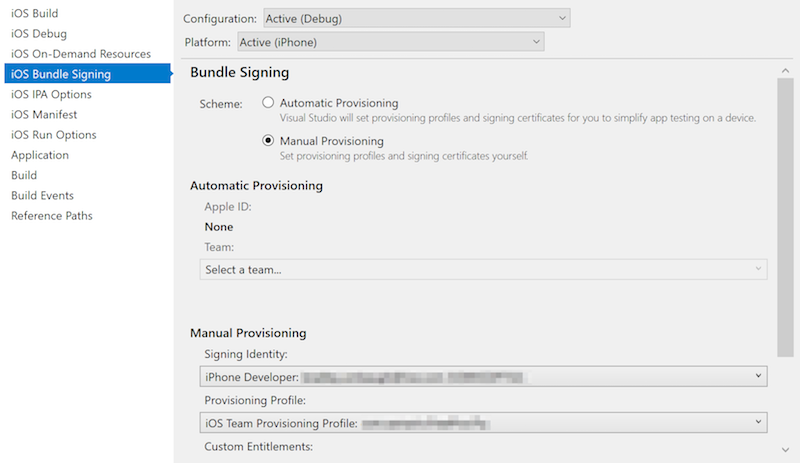 iOS Build
iOS Debug
iOS On-Demand Resources
iOS Bundle Signing
iOS IPA Options
iOS Manifest
iOS Run Options
Application
Build
Build Events
Reference Paths
Configuration: Active (Debug)
Platform: Active (iPhone)
Bundle Signing
Scheme: Automatic Provisioning
Visual Studio will set provisioning profiles and signing certificates for you to simplify app testing on a device.
Manual Provisioning
Set provisioning profiles and signing certificates yourself.
Automatic Provisioning
Apple ID:
None
Team:
Select a team...
Manual Provisioning
Signing Identity:
iPhone Developer:
Provisioning Profile:
iOS Team Provisioning Profile:
Custom Entitlements: